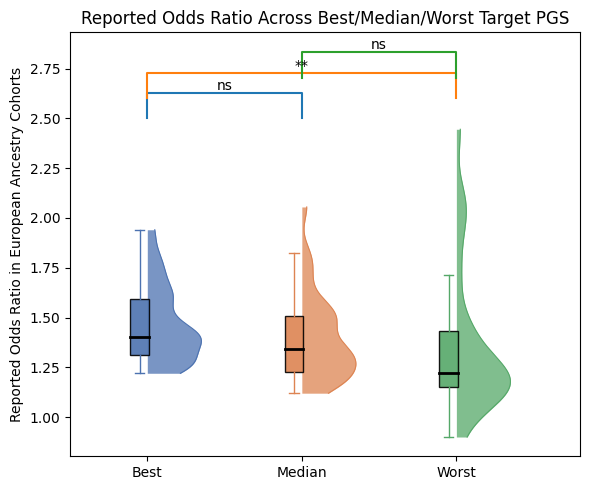 Reported Odds Ratio Across Best/Median/Worst Target PGS
ns
**
ns
2.75
2.50
2.25
2.00
1.75
1.50
1.25
1.00
Reported Odds Ratio in European Ancestry Cohorts
Best
Median
Worst